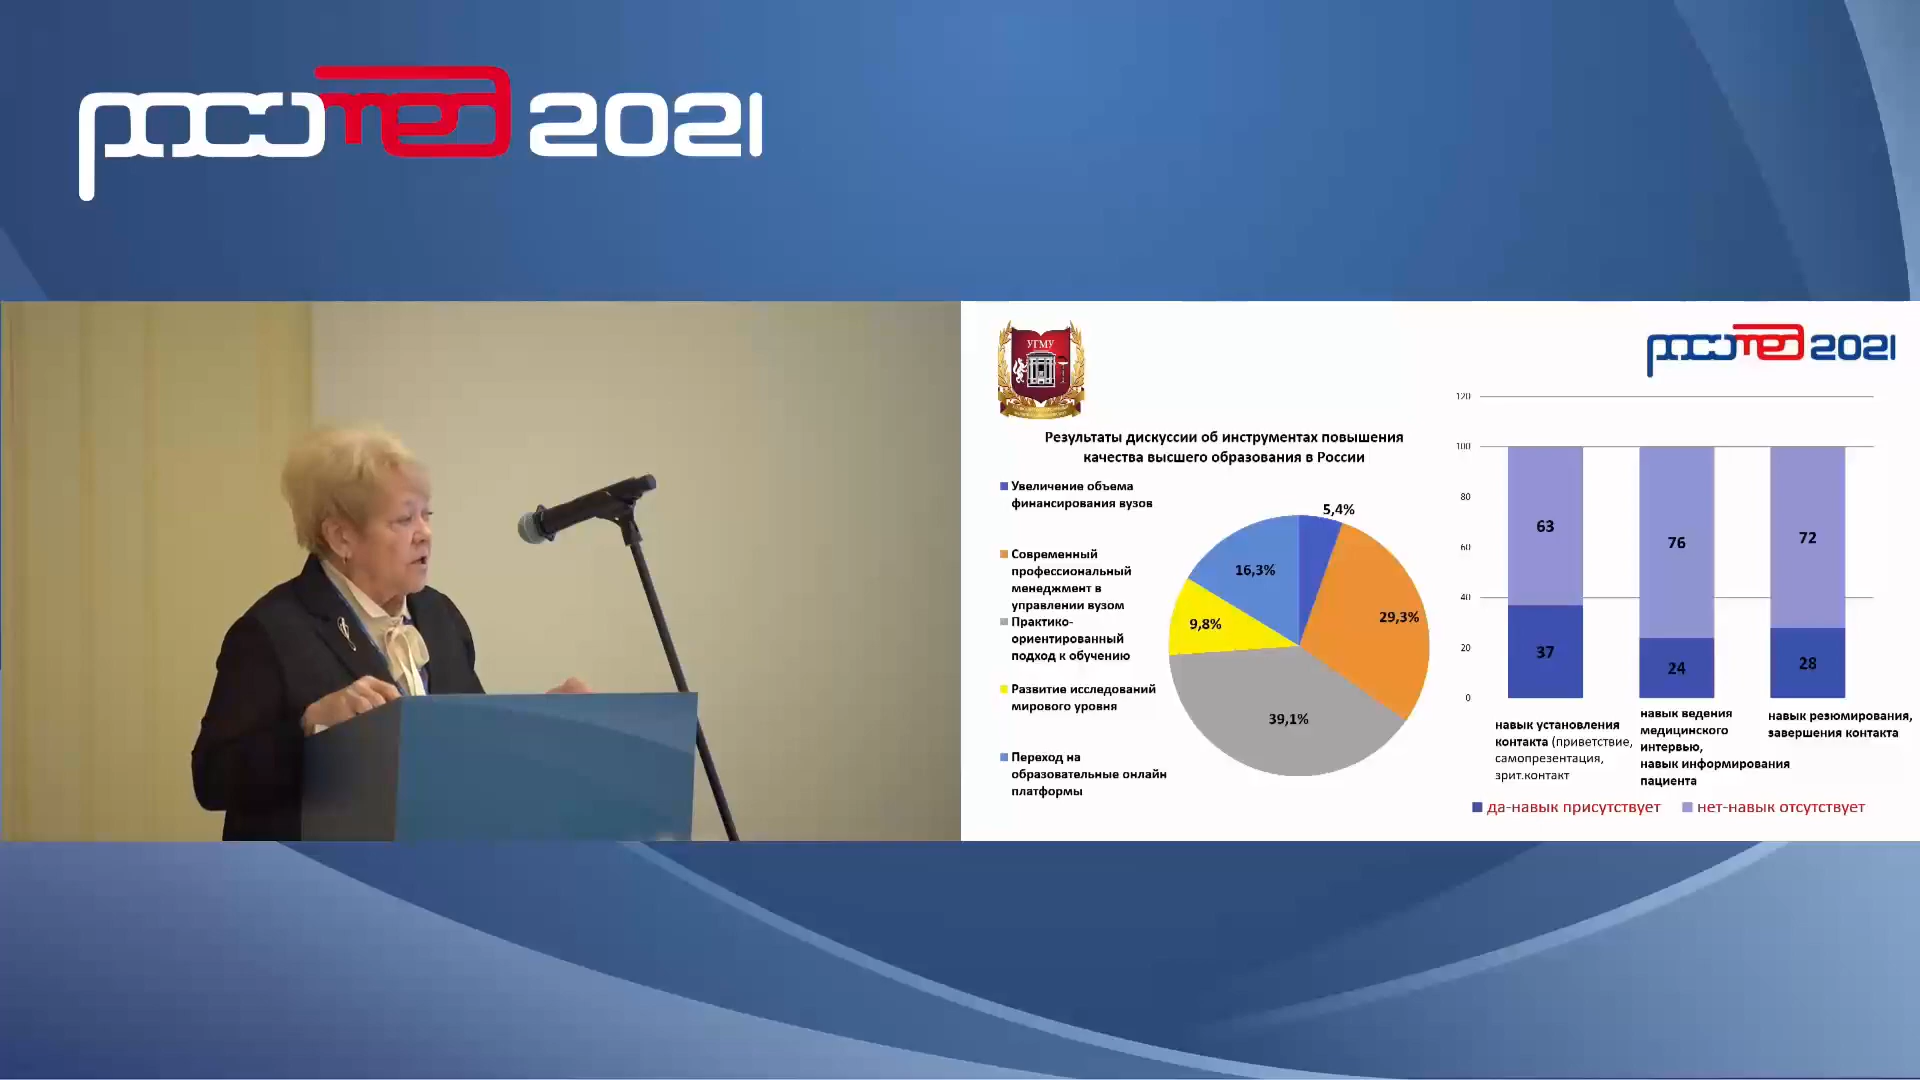 росомед 2021
УГМУ
росомед 2021
Результаты дискуссии об инструментах повышения
качества высшего образования в России
Увеличение объема
финансирования вузов
Современный
профессиональный
менеджмент в
управлении вузом
Практико-
ориентированный
подход к обучению
Развитие исследований
мирового уровня
Переход на
образовательные онлайн
платформы
5,4%
29,3%
39,1%
9,8%
16,3%
120
100
80
60
40
20
0
63
76
72
37
24
28
навык установления
контакта (приветствие,
самопрезентация,
зрит.контакт
навык ведения
медицинского
интервью,
навык информирования
пациента
навык резюмирования,
завершения контакта
да-навык присутствует
нет-навык отсутствует